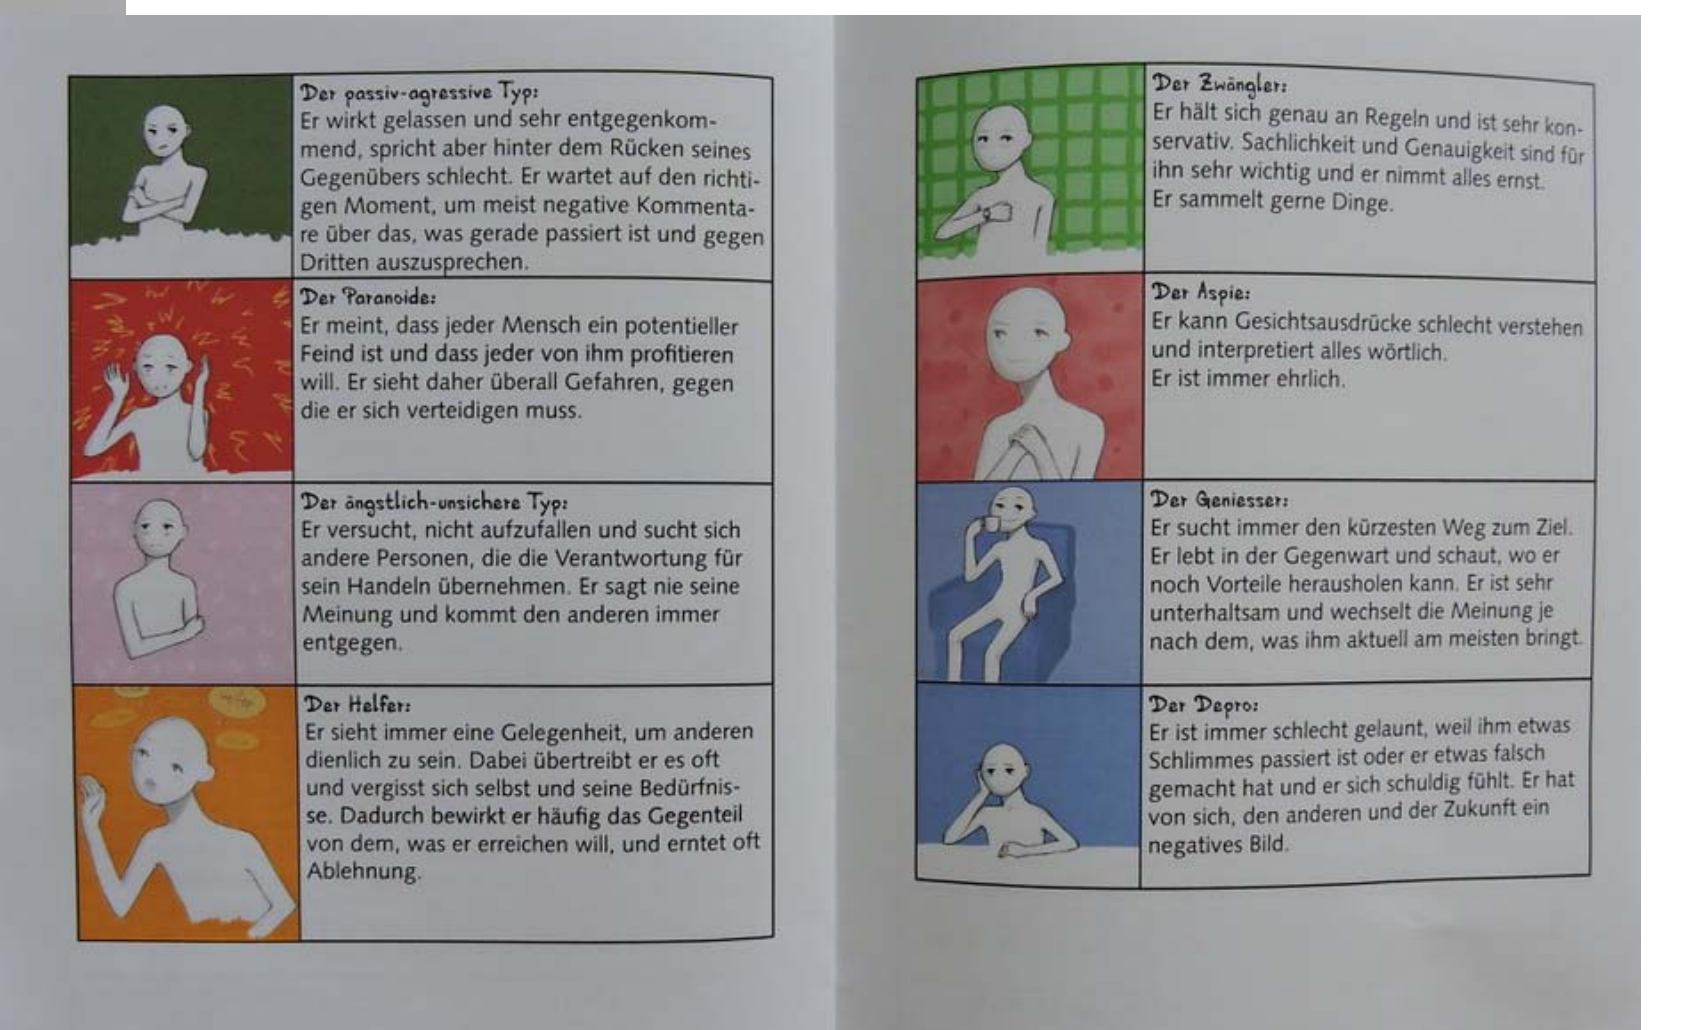 Der passiv-agressive Typ:
Er wirkt gelassen und sehr entgegenkom-
mend, spricht aber hinter dem Rücken seines
Gegenübers schlecht. Er wartet auf den richti-
gen Moment, um meist negative Kommenta-
re über das, was gerade passiert ist und gegen
Dritten auszusprechen.
Der Paranoide:
Er meint, dass jeder Mensch ein potentieller
Feind ist und dass jeder von ihm profitieren
will. Er sieht daher überall Gefahren, gegen
die er sich verteidigen muss.
Der ängstlich-unsichere Typ:
Er versucht, nicht aufzufallen und sucht sich
andere Personen, die die Verantwortung für
sein Handeln übernehmen. Er sagt nie seine
Meinung und kommt den anderen immer
entgegen.
Der Helfer:
Er sieht immer eine Gelegenheit, um anderen
dienlich zu sein. Dabei übertreibt er es oft
und vergisst sich selbst und seine Bedürfnis-
se. Dadurch bewirkt er häufig das Gegenteil
von dem, was er erreichen will, und erntet oft
Ablehnung.
Der Zwängler:
Er hält sich genau an Regeln und ist sehr kon-
servativ. Sachlichkeit und Genauigkeit sind für
ihn sehr wichtig und er nimmt alles ernst.
Er sammelt gerne Dinge.
Der Aspie:
Er kann Gesichtsausdrücke schlecht verstehen
und interpretiert alles wörtlich.
Er ist immer ehrlich.
Der Geniesser:
Er sucht immer den kürzesten Weg zum Ziel.
Er lebt in der Gegenwart und schaut, wo er
noch Vorteile herausholen kann. Er ist sehr
unterhaltsam und wechselt die Meinung je
nach dem, was ihm aktuell am meisten bringt.
Der Depro:
Er ist immer schlecht gelaunt, weil ihm etwas
Schlimmes passiert ist oder er etwas falsch
gemacht hat und er sich schuldig fühlt. Er hat
von sich, den anderen und der Zukunft ein
negatives Bild.